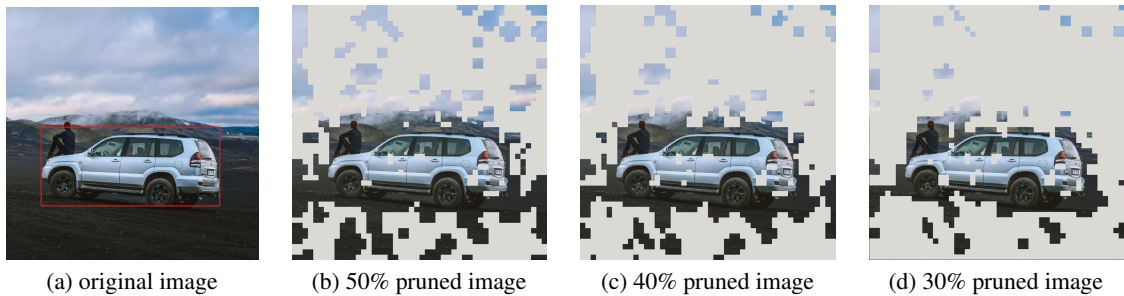 (a) original image
(b) 50% pruned image
(c) 40% pruned image
(d) 30% pruned image